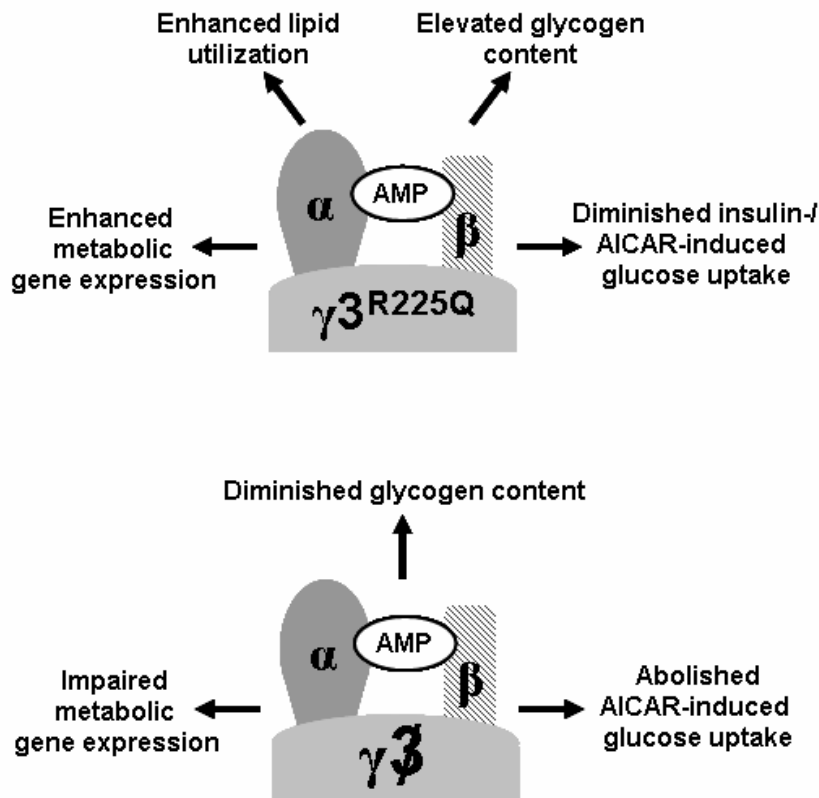 Enhanced lipid
utilization
Elevated glycogen
content
α
AMP
β
Enhanced
metabolic
gene expression
Diminished insulin-/
AICAR-induced
glucose uptake
γ3R225Q
Diminished glycogen content
α
AMP
β
Impaired
metabolic
gene expression
Abolished
AICAR-induced
glucose uptake
γ3